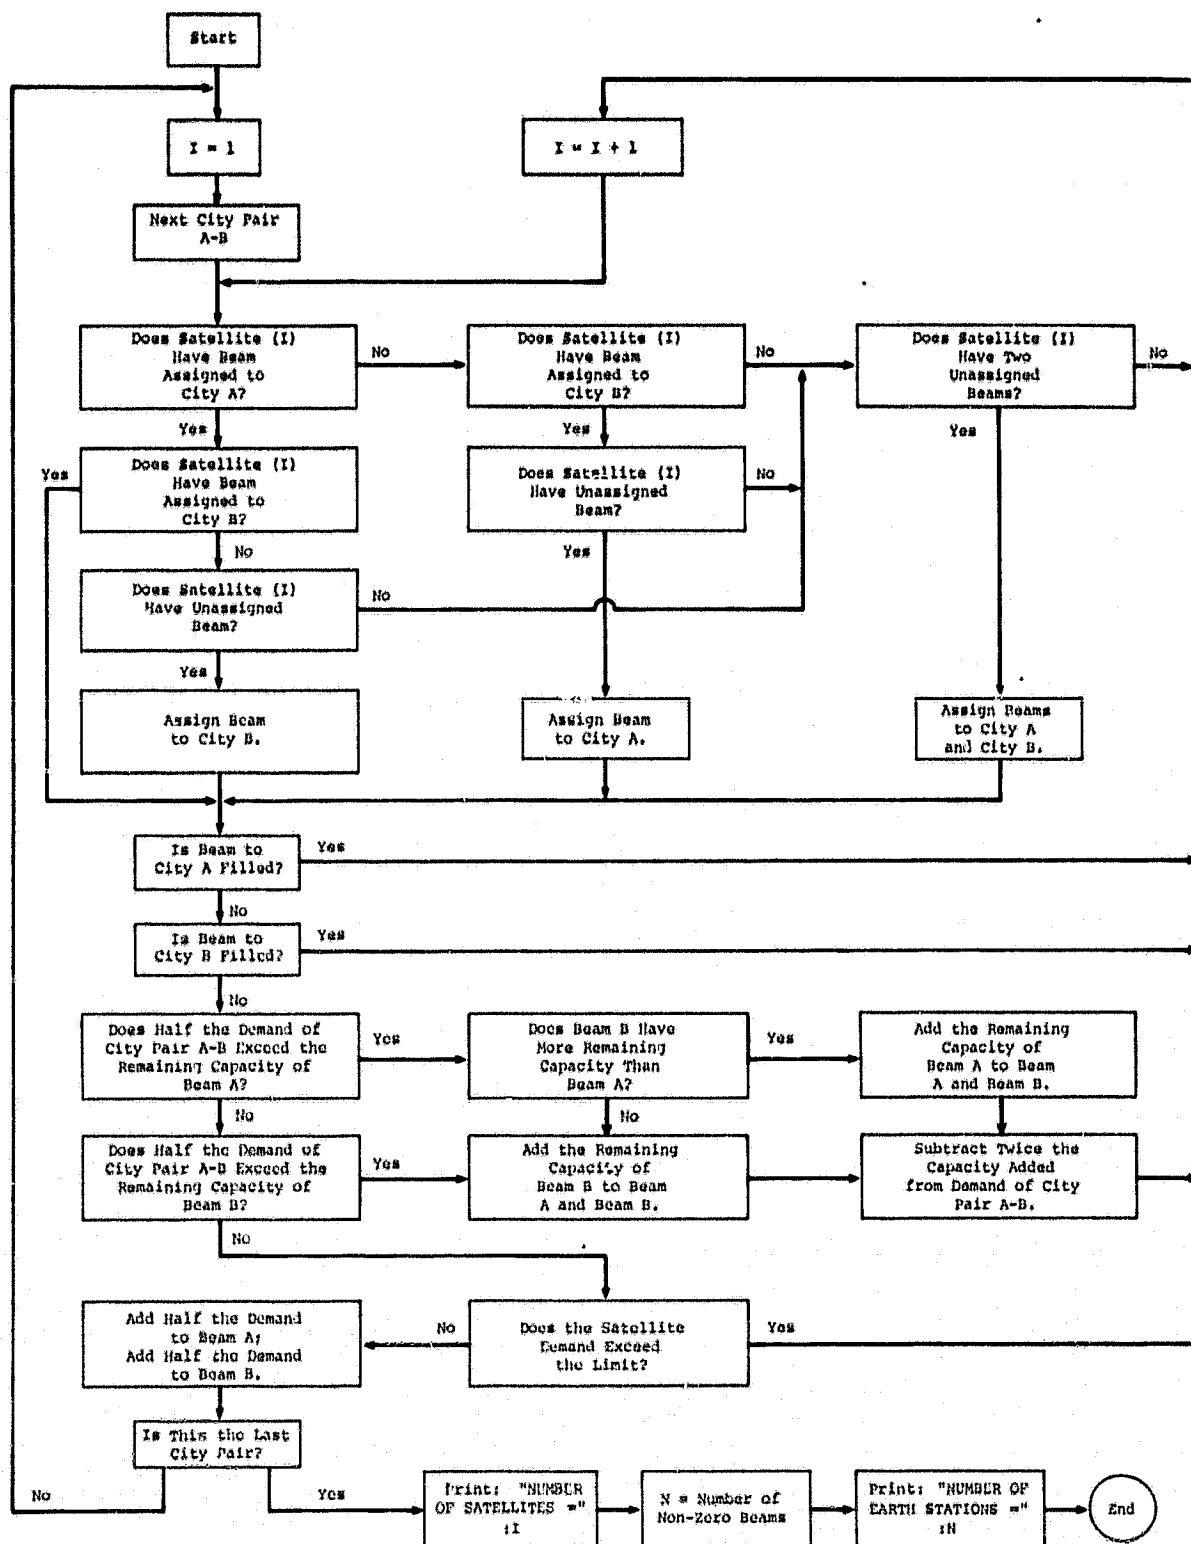 Start
I = 1
I = I + 1
Next City Pair
A-B
Does Satellite (I)
Have Beam
Assigned to
City A?
No
Does Satellite (I)
Have Beam
Assigned to
City B?
No
Does Satellite (I)
Have Two
Unassigned
Beams?
No
Yes
Yes
Yes
Yes
Does Satellite (I)
Have Beam
Assigned to
City B?
Does Satellite (I)
Have Unassigned
Beam?
No
No
Yes
Does Satellite (I)
Have Unassigned
Beam?
No
Yes
Assign Beam
to City B.
Assign Beam
to City A.
Assign Beams
to City A
and City B.
Is Beam to
City A Filled?
Yes
No
Is Beam to
City B Filled?
Yes
No
Does Half the Demand of
City Pair A-B Exceed the
Remaining Capacity of
Beam A?
Yes
Does Beam B Have
More Remaining
Capacity Than
Beam A?
Yes
Add the Remaining
Capacity of
Beam A to Beam
A and Beam B.
No
No
Does Half the Demand of
City Pair A-B Exceed the
Remaining Capacity of
Beam B?
Yes
Add the Remaining
Capacity of
Beam B to Beam
A and Beam B.
Subtract Twice the
Capacity Added
from Demand of City
Pair A-B.
No
Add Half the Demand
to Beam A;
Add Half the Demand
to Beam B.
No
Does the Satellite
Demand Exceed
the Limit?
Yes
Is This the Last
City Pair?
No
Yes
Print: "NUMBER
OF SATELLITES ="
;I
N = Number of
Non-Zero Beams
Print: "NUMBER OF
EARTH STATIONS ="
;N
End